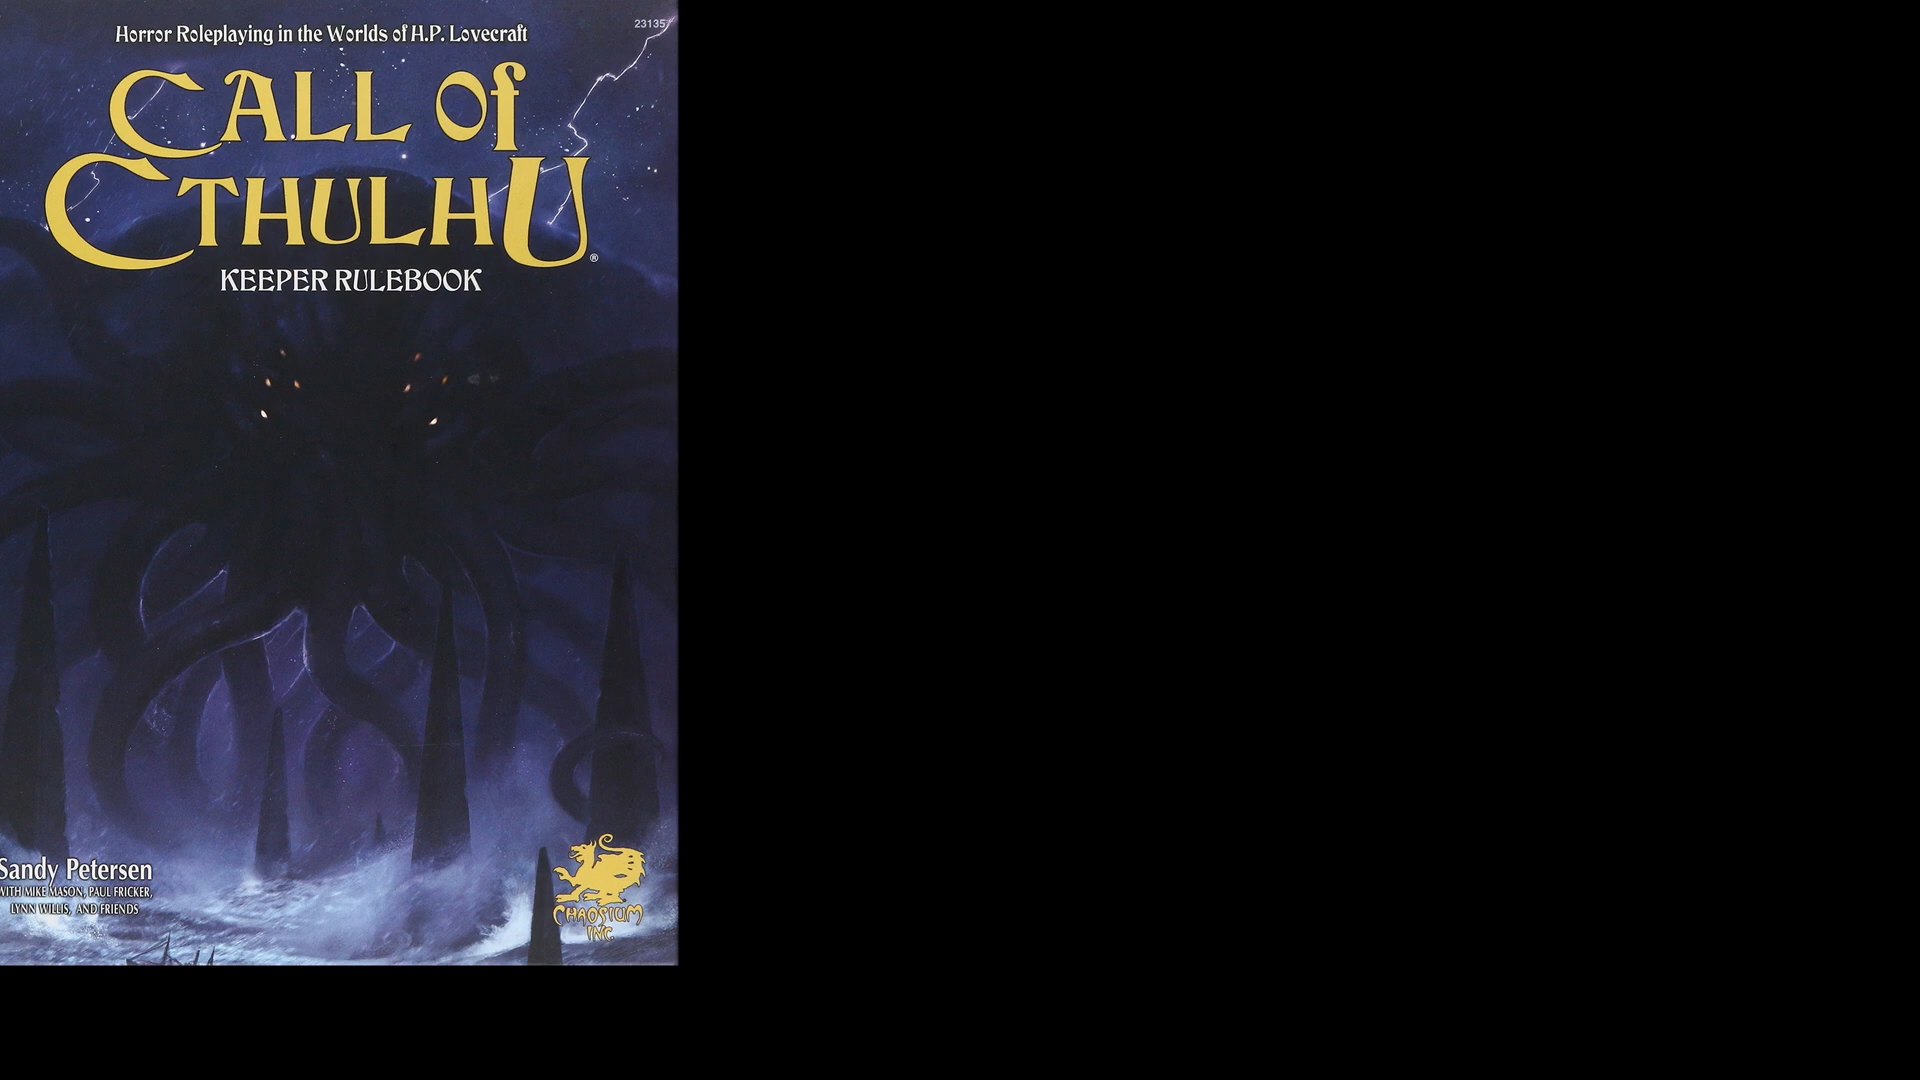 23135
Horror Roleplaying in the Worlds of H.P. Lovecraft
CALL of
CTHULHU®
KEEPER RULEBOOK
Sandy Petersen
WITH MIKE MASON, PAUL FRICKER,
LYNN WILLIS, AND FRIENDS
CHAOSIUM
INC.